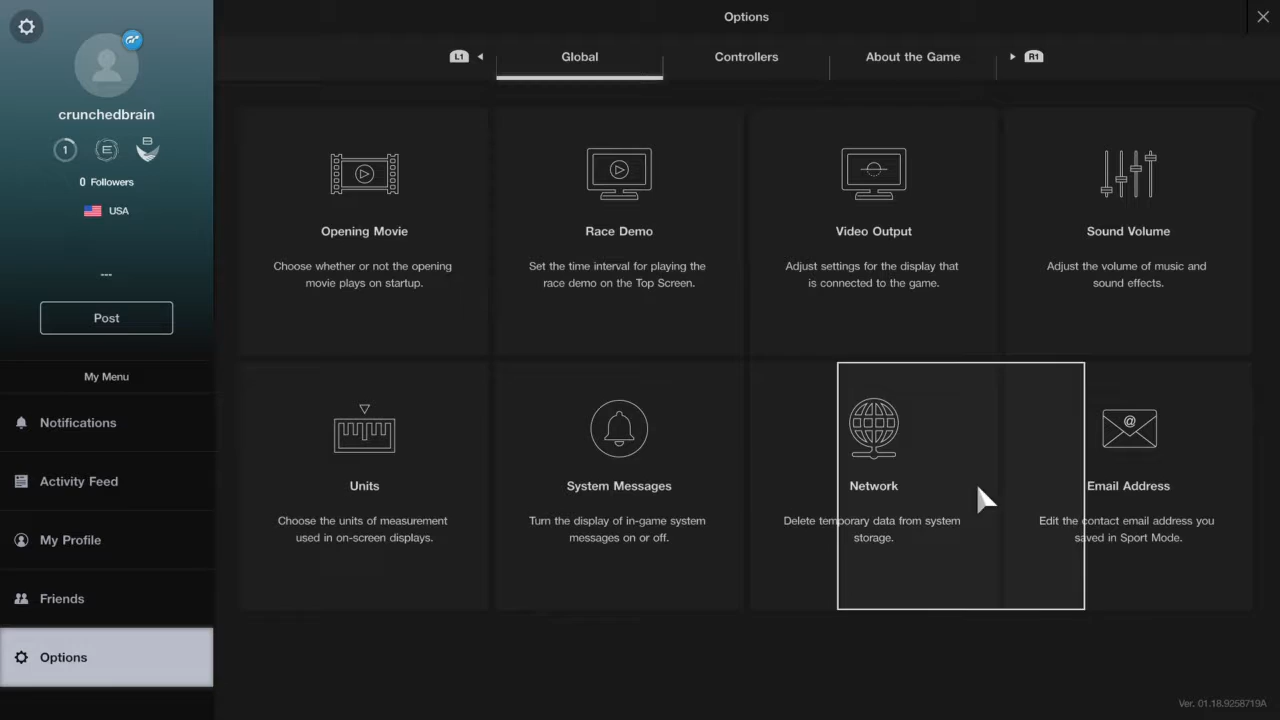 Options
L1
Global
Controllers
About the Game
R1
crunchedbrain
1
E
B
0 Followers
USA
---
Post
My Menu
Notifications
Activity Feed
My Profile
Friends
Options
Opening Movie
Choose whether or not the opening
movie plays on startup.
Race Demo
Set the time interval for playing the
race demo on the Top Screen.
Video Output
Adjust settings for the display that
is connected to the game.
Sound Volume
Adjust the volume of music and
sound effects.
Units
Choose the units of measurement
used in on-screen displays.
System Messages
Turn the display of in-game system
messages on or off.
Network
Delete temporary data from system
storage.
@
Email Address
Edit the contact email address you
saved in Sport Mode.
Ver. 01.18.9258719A